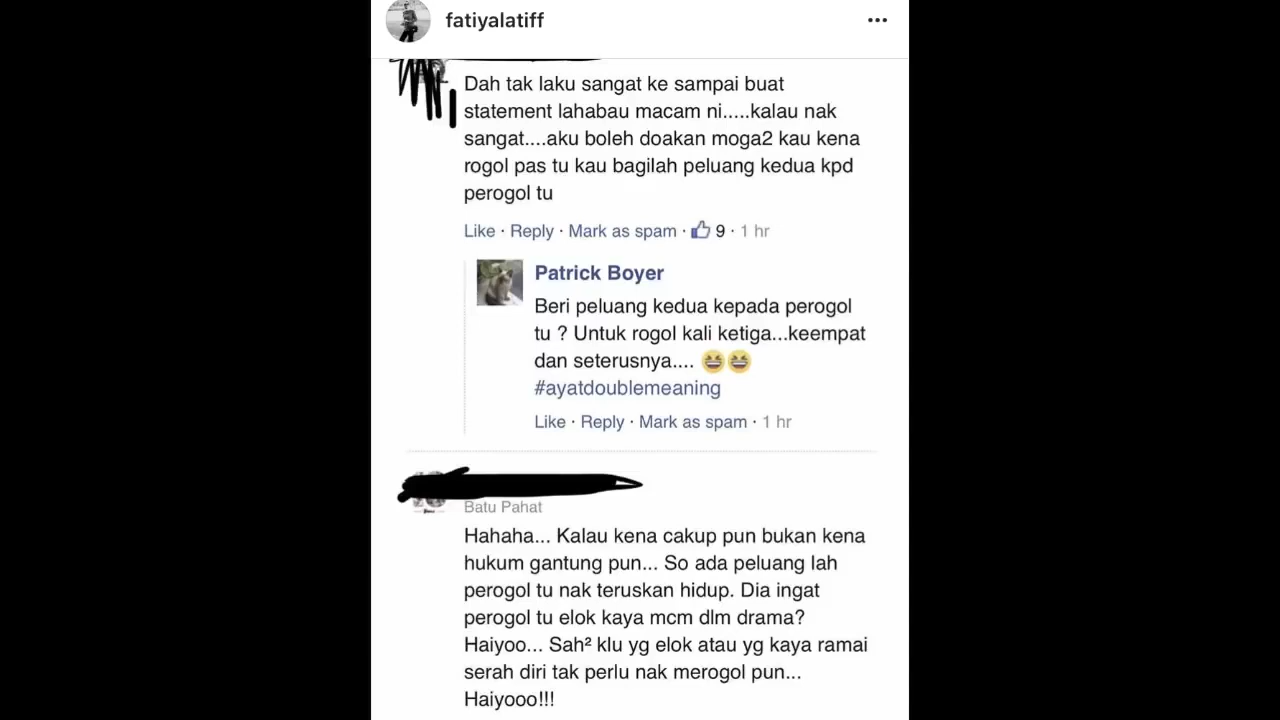 fatiyalatiff
Dah tak laku sangat ke sampai buat
statement lahabau macam ni.....kalau nak
sangat....aku boleh doakan moga2 kau kena
rogol pas tu kau bagilah peluang kedua kpd
perogol tu
Like · Reply · Mark as spam · 9 · 1 hr
Patrick Boyer
Beri peluang kedua kepada perogol
tu ? Untuk rogol kali ketiga...keempat
dan seterusnya.... 😆😆
#ayatdoublemeaning
Like · Reply · Mark as spam · 1 hr
Batu Pahat
Hahaha... Kalau kena cakup pun bukan kena
hukum gantung pun... So ada peluang lah
perogol tu nak teruskan hidup. Dia ingat
perogol tu elok kaya mcm dlm drama?
Haiyoo... Sah² klu yg elok atau yg kaya ramai
serah diri tak perlu nak merogol pun...
Haiyooo!!!